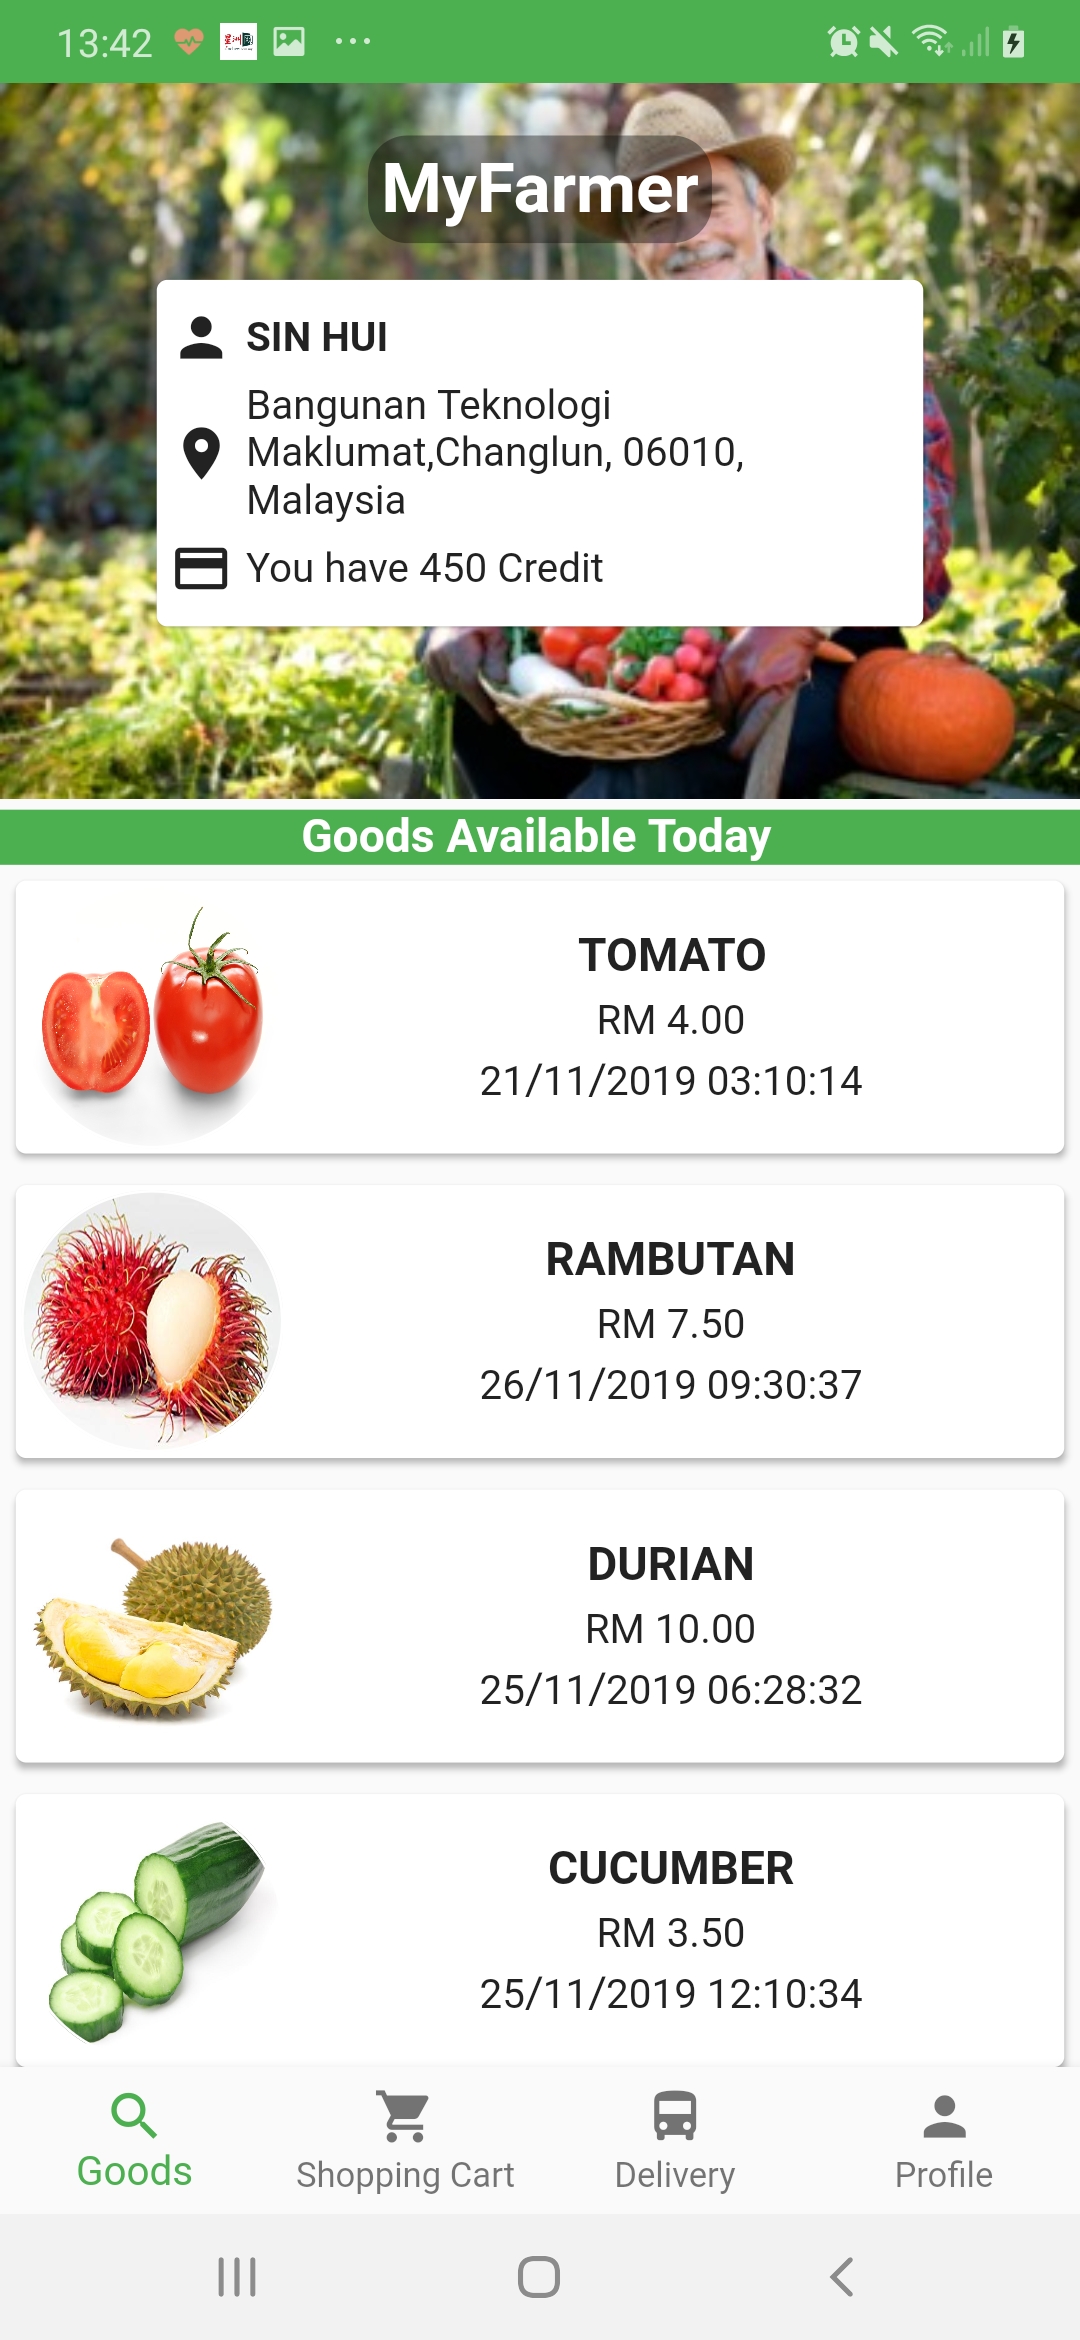 13:42
MyFarmer
SIN HUI
Bangunan Teknologi
Maklumat,Changlun, 06010,
Malaysia
You have 450 Credit
Goods Available Today
TOMATO
RM 4.00
21/11/2019 03:10:14
RAMBUTAN
RM 7.50
26/11/2019 09:30:37
DURIAN
RM 10.00
25/11/2019 06:28:32
CUCUMBER
RM 3.50
25/11/2019 12:10:34
Goods
Shopping Cart
Delivery
Profile